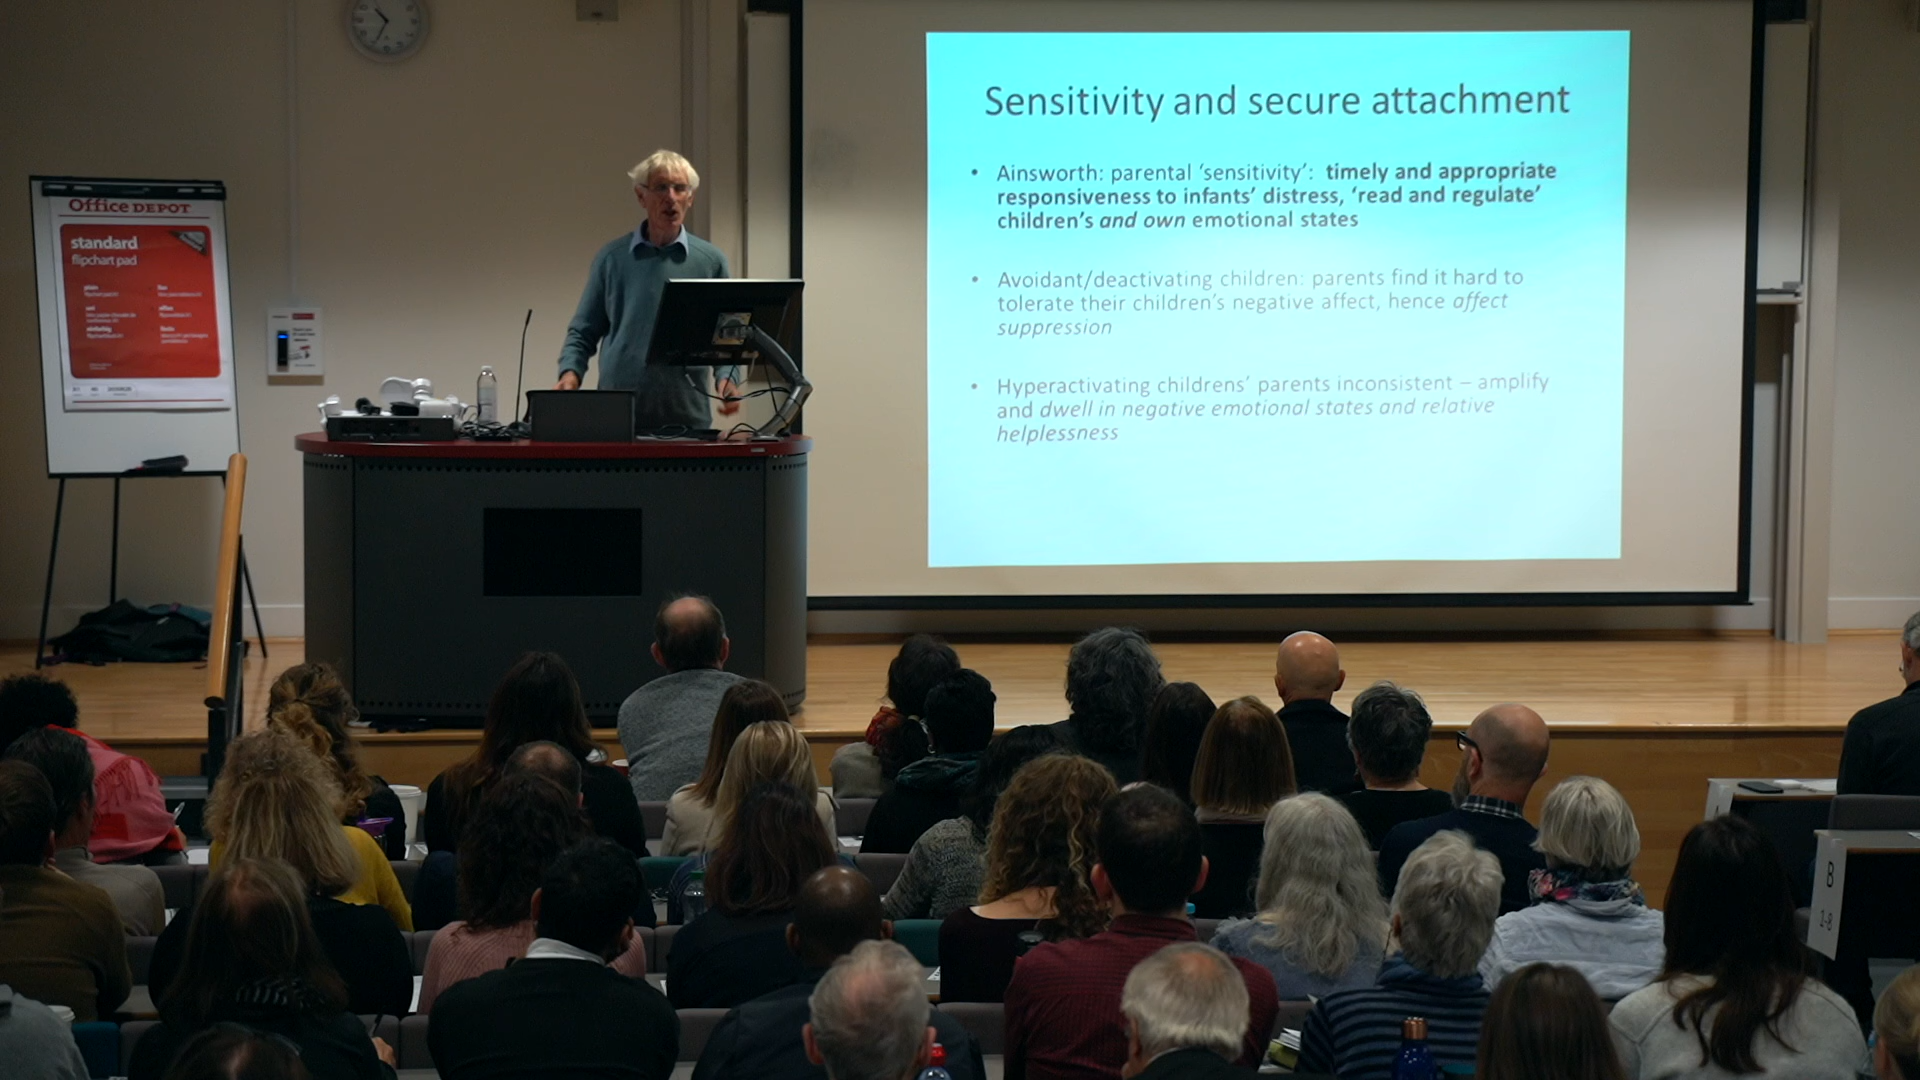 Office DEPOT
standard
flipchart pad
Sensitivity and secure attachment
• Ainsworth: parental ‘sensitivity’: timely and appropriate
responsiveness to infants’ distress, ‘read and regulate’
children’s and own emotional states
• Avoidant/deactivating children: parents find it hard to
tolerate their children’s negative affect, hence affect
suppression
• Hyperactivating childrens’ parents inconsistent – amplify
and dwell in negative emotional states and relative
helplessness
B
1-8